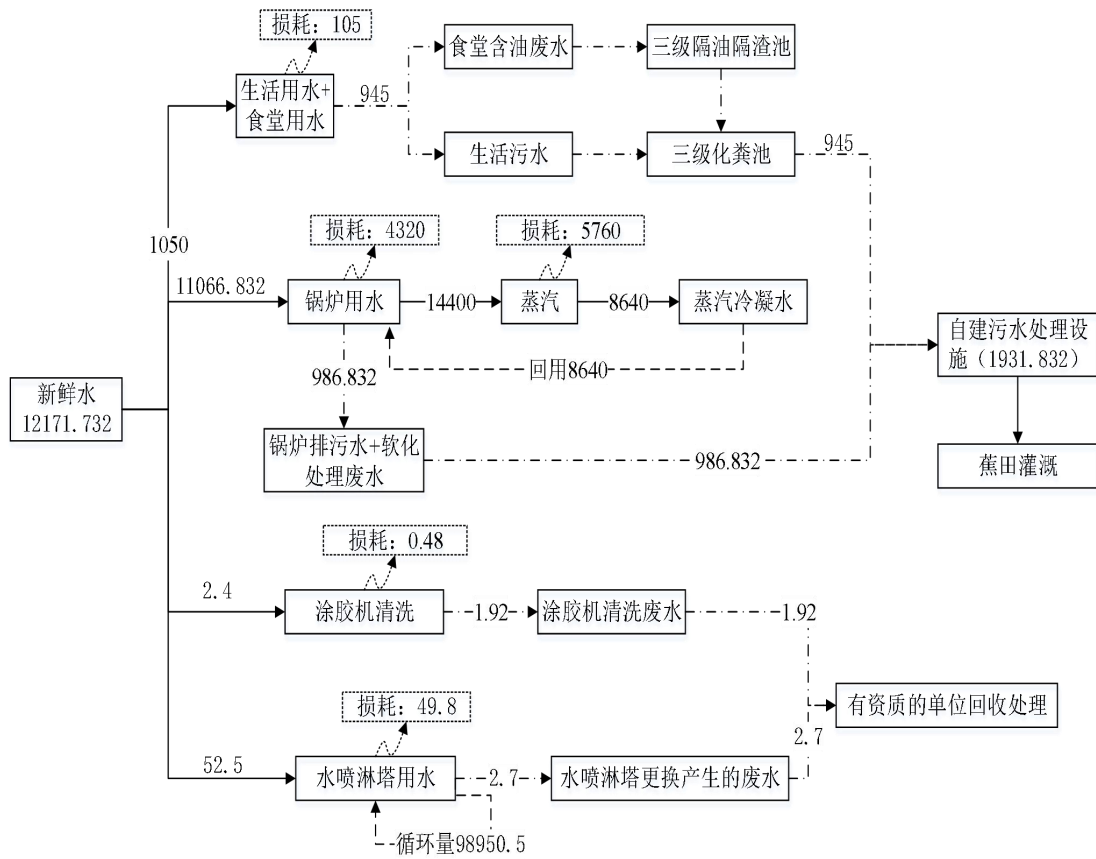 损耗：105
生活用水+
食堂用水
945
食堂含油废水
三级隔油隔渣池
生活污水
三级化粪池
945
1050
损耗：4320
损耗：5760
11066.832
锅炉用水
14400
蒸汽
8640
蒸汽冷凝水
回用8640
986.832
自建污水处理设
施（1931.832）
新鲜水
12171.732
锅炉排污水+软化
处理废水
986.832
蕉田灌溉
损耗：0.48
2.4
涂胶机清洗
1.92
涂胶机清洗废水
1.92
有资质的单位回收处理
损耗：49.8
52.5
水喷淋塔用水
2.7
水喷淋塔更换产生的废水
2.7
循环量98950.5